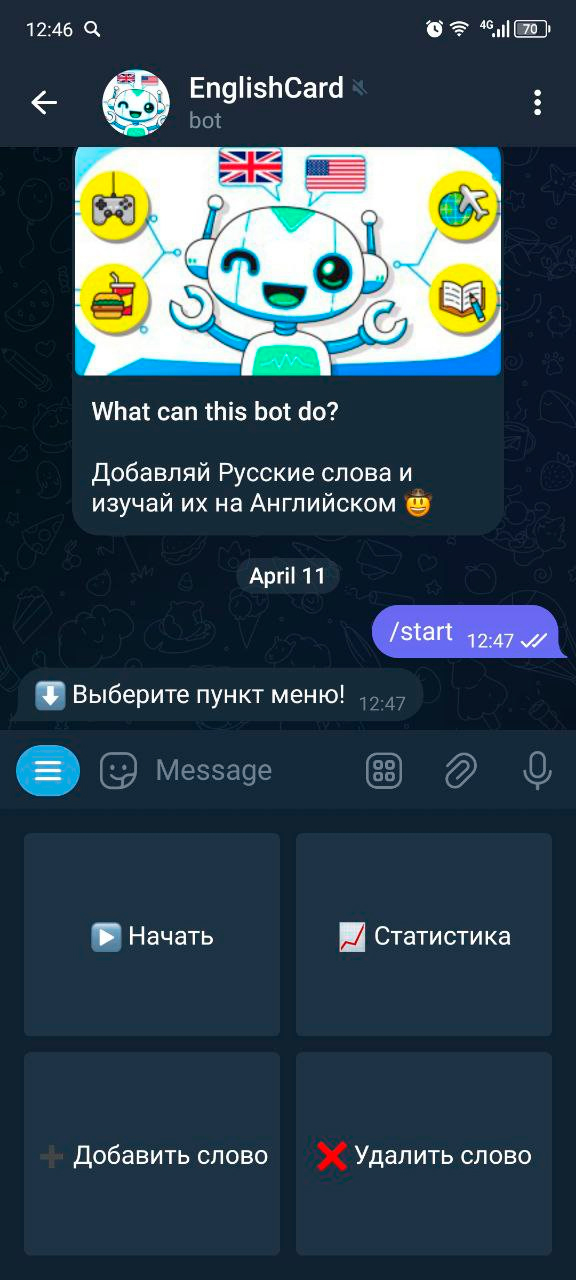 12:46
4G
70
EnglishCard
bot
What can this bot do?
Добавляй Русские слова и
изучай их на Английском 🤠
April 11
/start 12:47
⬇️ Выберите пункт меню! 12:47
Message
▶️ Начать
📈 Статистика
➕ Добавить слово
❌ Удалить слово